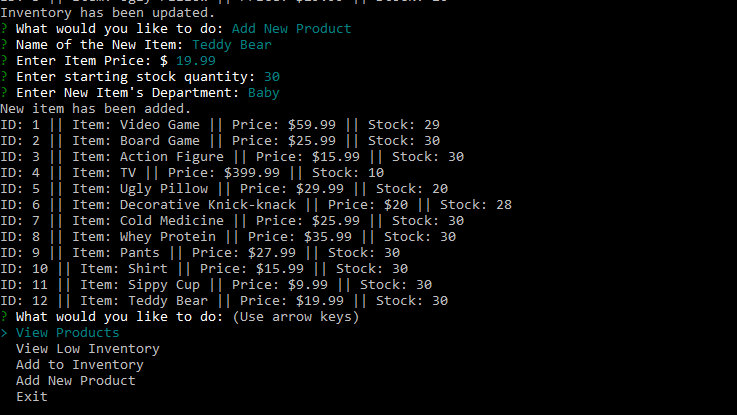 Inventory has been updated.
? What would you like to do: Add New Product
? Name of the New Item: Teddy Bear
? Enter Item Price: $ 19.99
? Enter starting stock quantity: 30
? Enter New Item's Department: Baby
New item has been added.
ID: 1 || Item: Video Game || Price: $59.99 || Stock: 29
ID: 2 || Item: Board Game || Price: $25.99 || Stock: 30
ID: 3 || Item: Action Figure || Price: $15.99 || Stock: 30
ID: 4 || Item: TV || Price: $399.99 || Stock: 10
ID: 5 || Item: Ugly Pillow || Price: $29.99 || Stock: 20
ID: 6 || Item: Decorative Knick-knack || Price: $20 || Stock: 28
ID: 7 || Item: Cold Medicine || Price: $25.99 || Stock: 30
ID: 8 || Item: Whey Protein || Price: $35.99 || Stock: 30
ID: 9 || Item: Pants || Price: $27.99 || Stock: 30
ID: 10 || Item: Shirt || Price: $15.99 || Stock: 30
ID: 11 || Item: Sippy Cup || Price: $9.99 || Stock: 30
ID: 12 || Item: Teddy Bear || Price: $19.99 || Stock: 30
? What would you like to do: (Use arrow keys)
> View Products
View Low Inventory
Add to Inventory
Add New Product
Exit